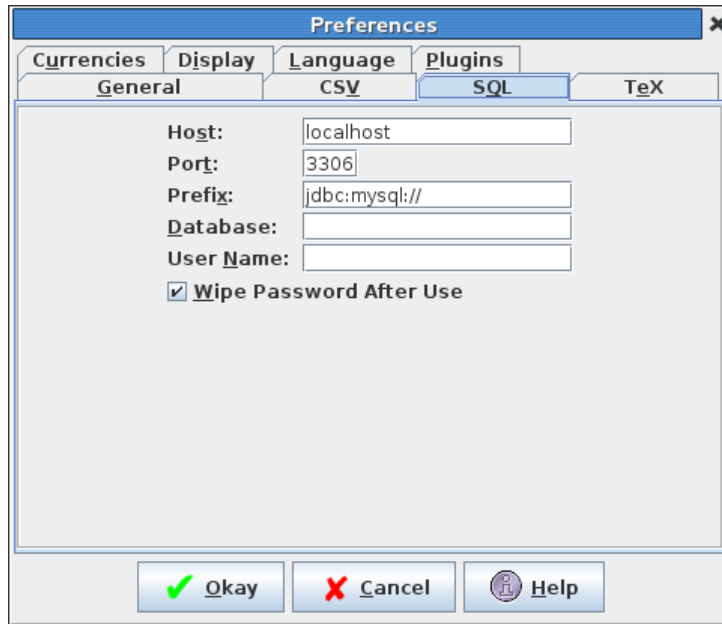 Preferences
Currencies Display Language Plugins
General CSV SQL TeX
Host: localhost
Port: 3306
Prefix: jdbc:mysql://
Database:
User Name:
Wipe Password After Use
Okay Cancel Help